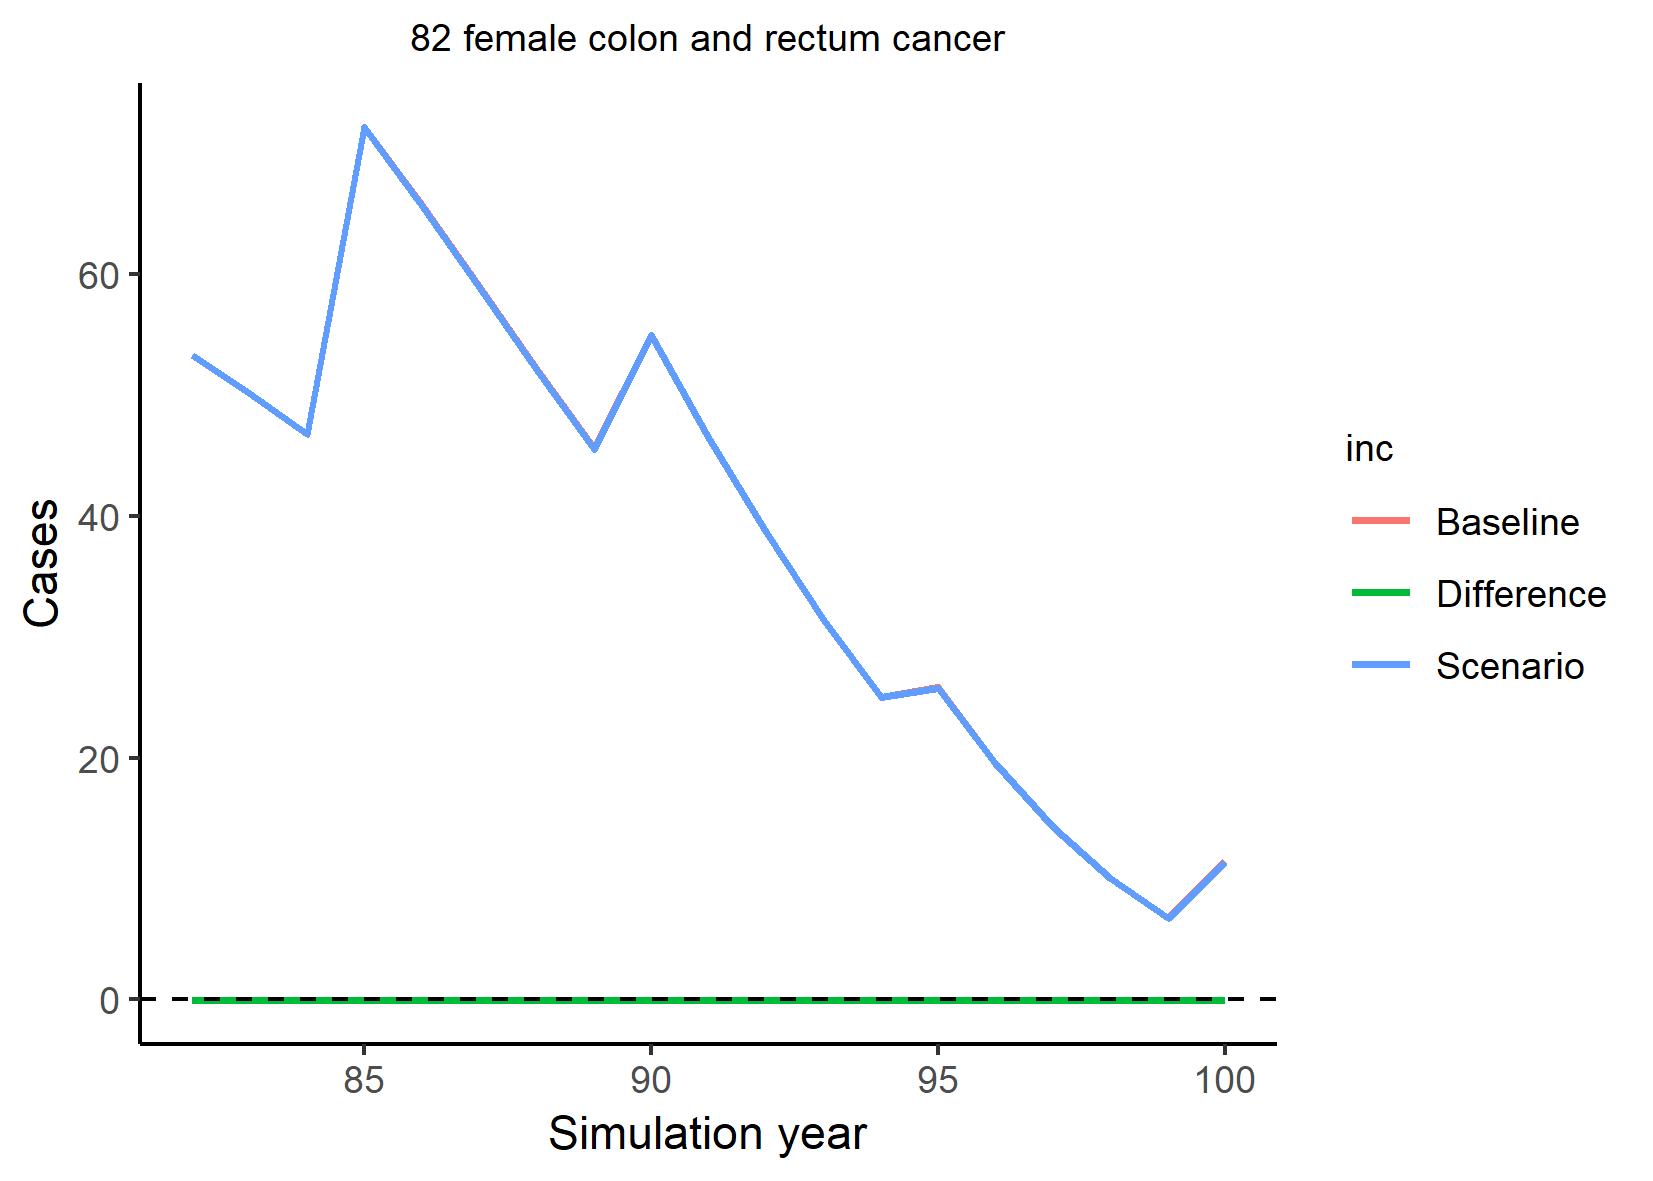 82 female colon and rectum cancer
Cases
60
40
20
0
85 90 95 100
Simulation year
inc
Baseline
Difference
Scenario